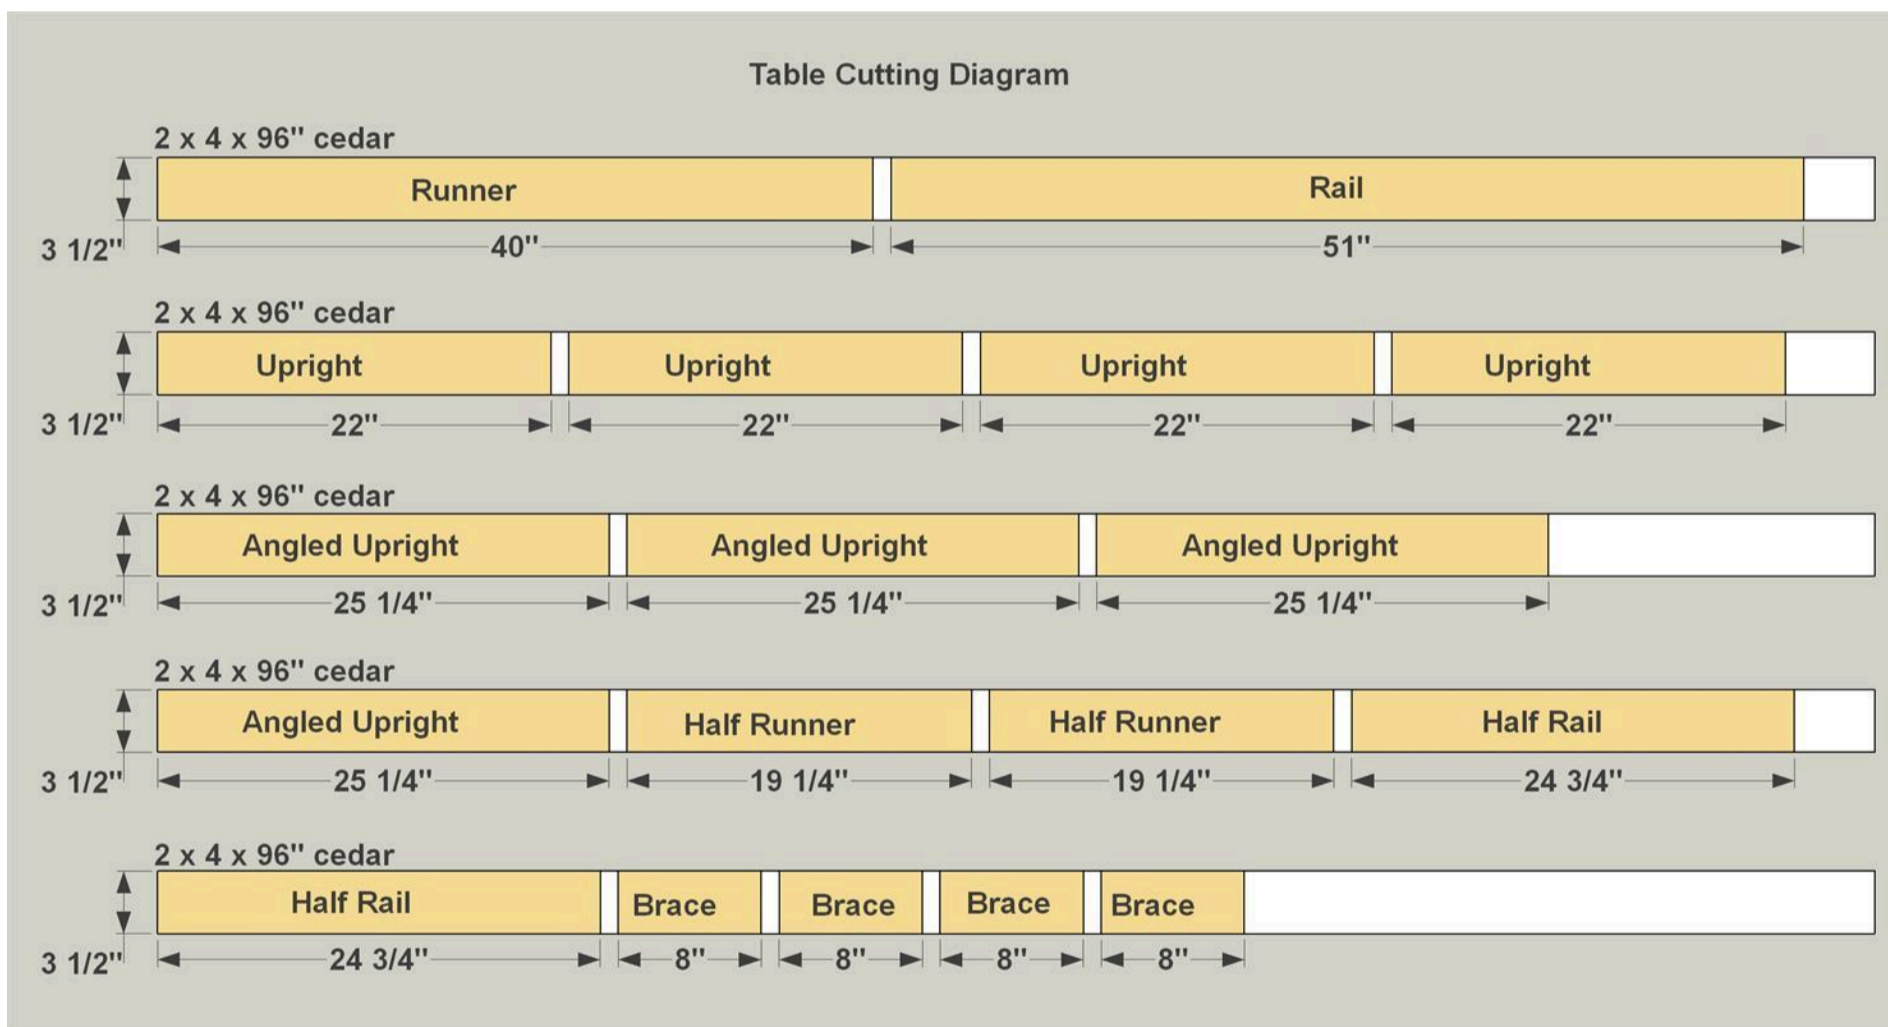 Table Cutting Diagram
2 x 4 x 96" cedar
Runner Rail
3 1/2" 40" 51"
2 x 4 x 96" cedar
Upright Upright Upright Upright
3 1/2" 22" 22" 22" 22"
2 x 4 x 96" cedar
Angled Upright Angled Upright Angled Upright
3 1/2" 25 1/4" 25 1/4" 25 1/4"
2 x 4 x 96" cedar
Angled Upright Half Runner Half Runner Half Rail
3 1/2" 25 1/4" 19 1/4" 19 1/4" 24 3/4"
2 x 4 x 96" cedar
Half Rail Brace Brace Brace Brace
3 1/2" 24 3/4" 8" 8" 8" 8"